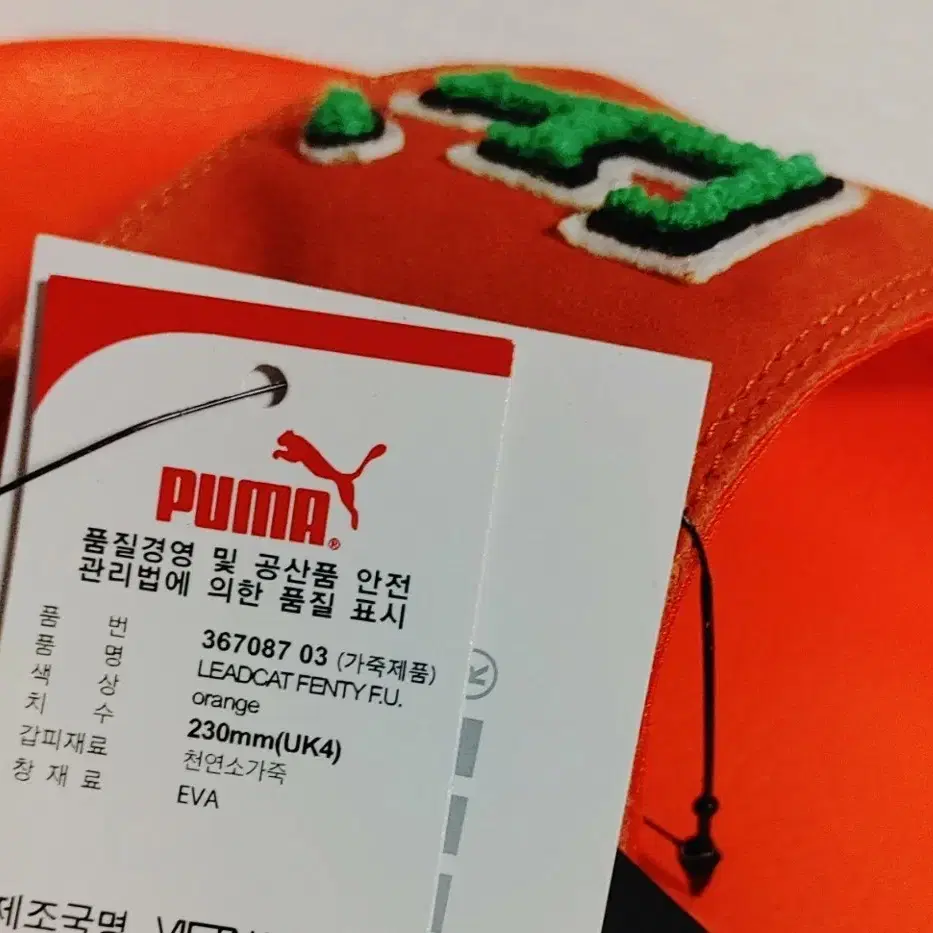 F.
PUMA®
품질경영 및 공산품 안전
관리법에 의한 품질 표시
품 번 367087 03 (가죽제품)
품 명 LEADCAT FENTY F.U.
색 상 orange
치 수 230mm(UK4)
갑피재료 천연소가죽
창 재 료 EVA
제조국명